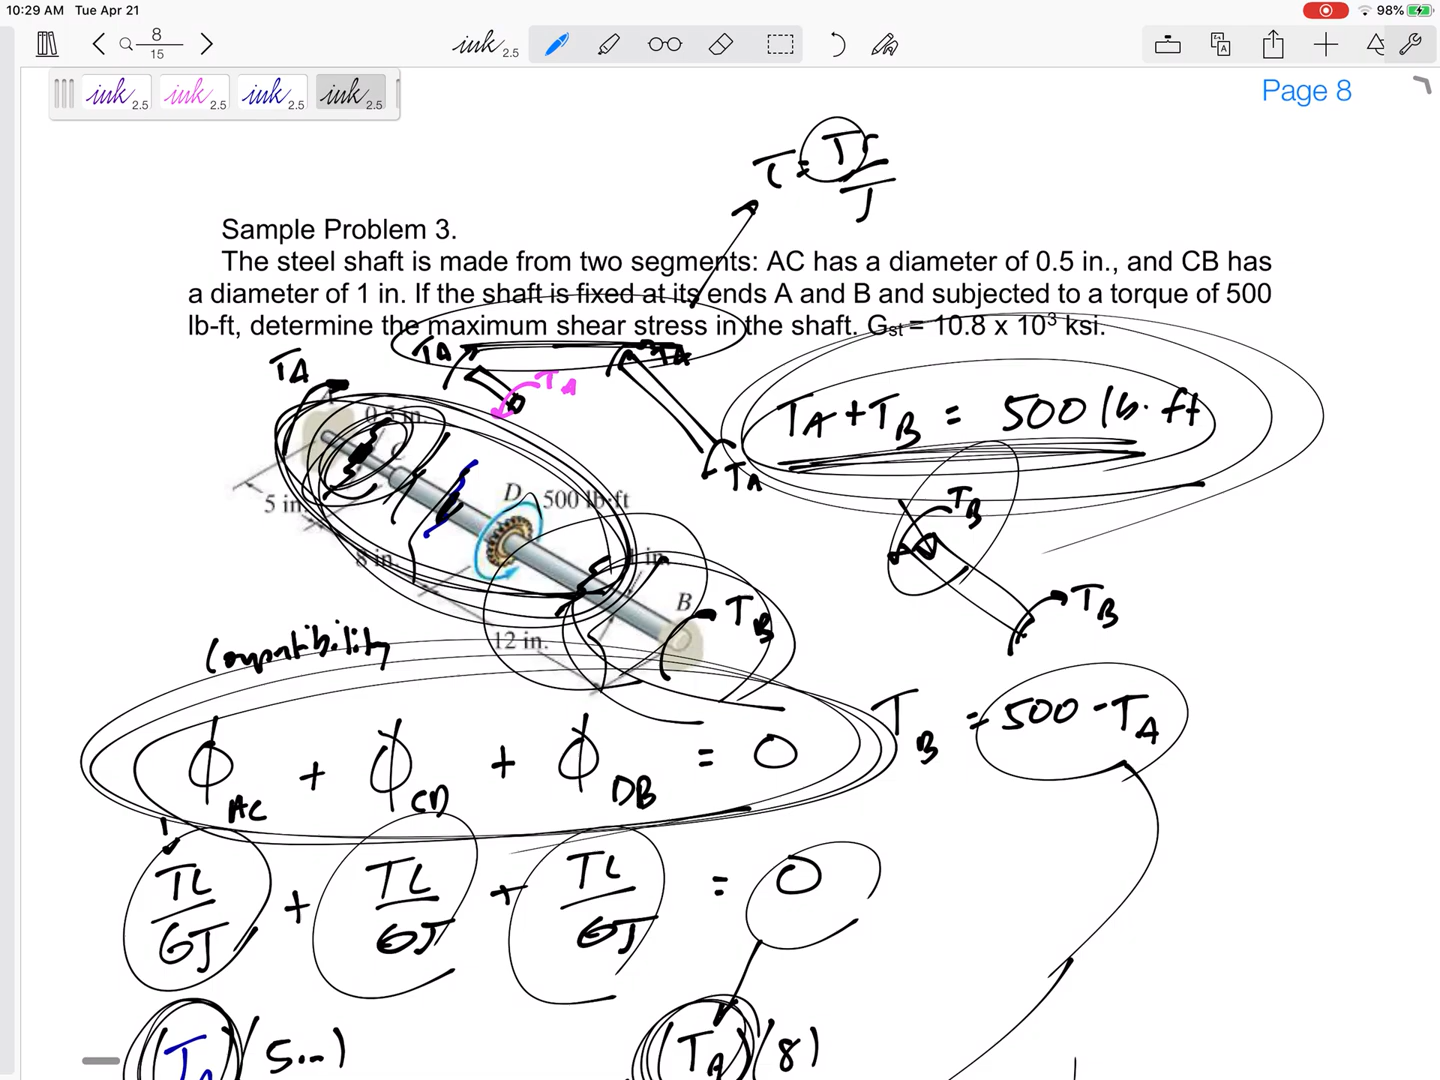 10:29 AM Tue Apr 21
98%
8
15
ink 2.5
ink 2.5
ink 2.5
ink 2.5
ink 2.5
Page 8
τ = Tr
J
Sample Problem 3.
The steel shaft is made from two segments: AC has a diameter of 0.5 in., and CB has
a diameter of 1 in. If the shaft is fixed at its ends A and B and subjected to a torque of 500
lb-ft, determine the maximum shear stress in the shaft. Gst = 10.8 x 10³ ksi.
TA
TA
TA
TA
TA
TA + TB = 500 lb·ft
0.5 in.
C
5 in.
D
500 lb·ft
8 in.
1 in.
B
12 in.
TB
TB
TB
Compatibility
TB = 500 - TA
ϕAC + ϕCD + ϕDB = 0
TL + TL + TL = 0
GJ GJ GJ
(TA)(5in) (TA)(8)